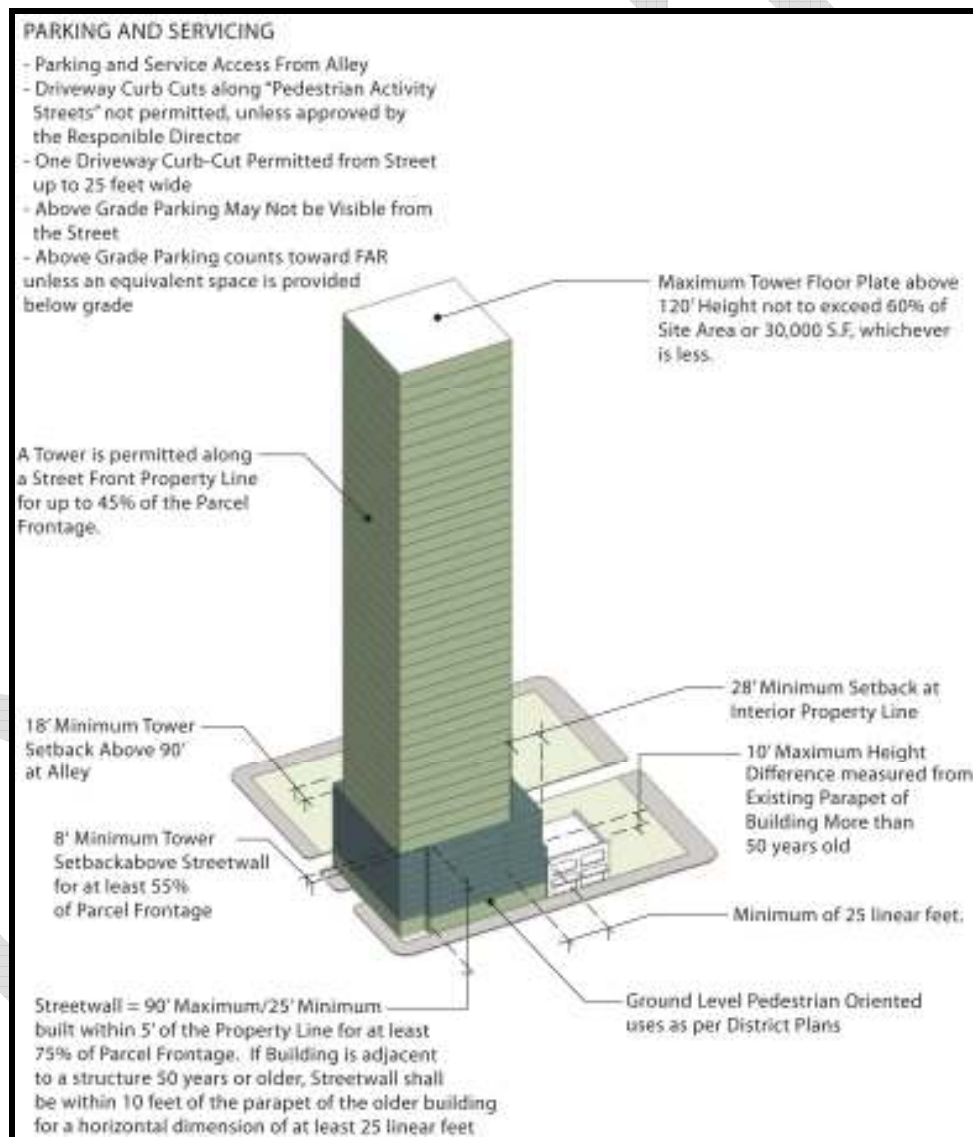 PARKING AND SERVICING
- Parking and Service Access From Alley
- Driveway Curb Cuts along "Pedestrian Activity
Streets" not permitted, unless approved by
the Responsible Director
- One Driveway Curb-Cut Permitted from Street
up to 25 feet wide
- Above Grade Parking May Not be Visible from
the Street
- Above Grade Parking counts toward FAR
unless an equivalent space is provided
below grade
Maximum Tower Floor Plate above
120' Height not to exceed 60% of
Site Area or 30,000 S.F, whichever
is less.
A Tower is permitted along
a Street Front Property Line
for up to 45% of the Parcel
Frontage.
28' Minimum Setback at
Interior Property Line
18' Minimum Tower
Setback Above 90'
at Alley
10' Maximum Height
Difference measured from
Existing Parapet of
Building More than
50 years old
8' Minimum Tower
Setbackabove Streetwall
for at least 55%
of Parcel Frontage
Minimum of 25 linear feet.
Streetwall = 90' Maximum/25' Minimum
built within 5' of the Property Line for at least
75% of Parcel Frontage. If Building is adjacent
to a structure 50 years or older, Streetwall shall
be within 10 feet of the parapet of the older building
for a horizontal dimension of at least 25 linear feet
Ground Level Pedestrian Oriented
uses as per District Plans